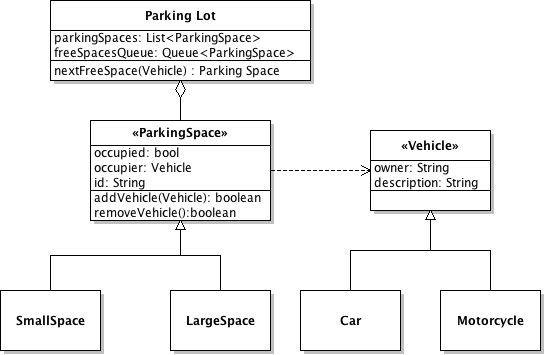 Parking Lot
parkingSpaces: List<ParkingSpace>
freeSpacesQueue: Queue<ParkingSpace>
nextFreeSpace(Vehicle) : Parking Space
«ParkingSpace»
occupied: bool
occupier: Vehicle
id: String
addVehicle(Vehicle): boolean
removeVehicle():boolean
«Vehicle»
owner: String
description: String
SmallSpace
LargeSpace
Car
Motorcycle